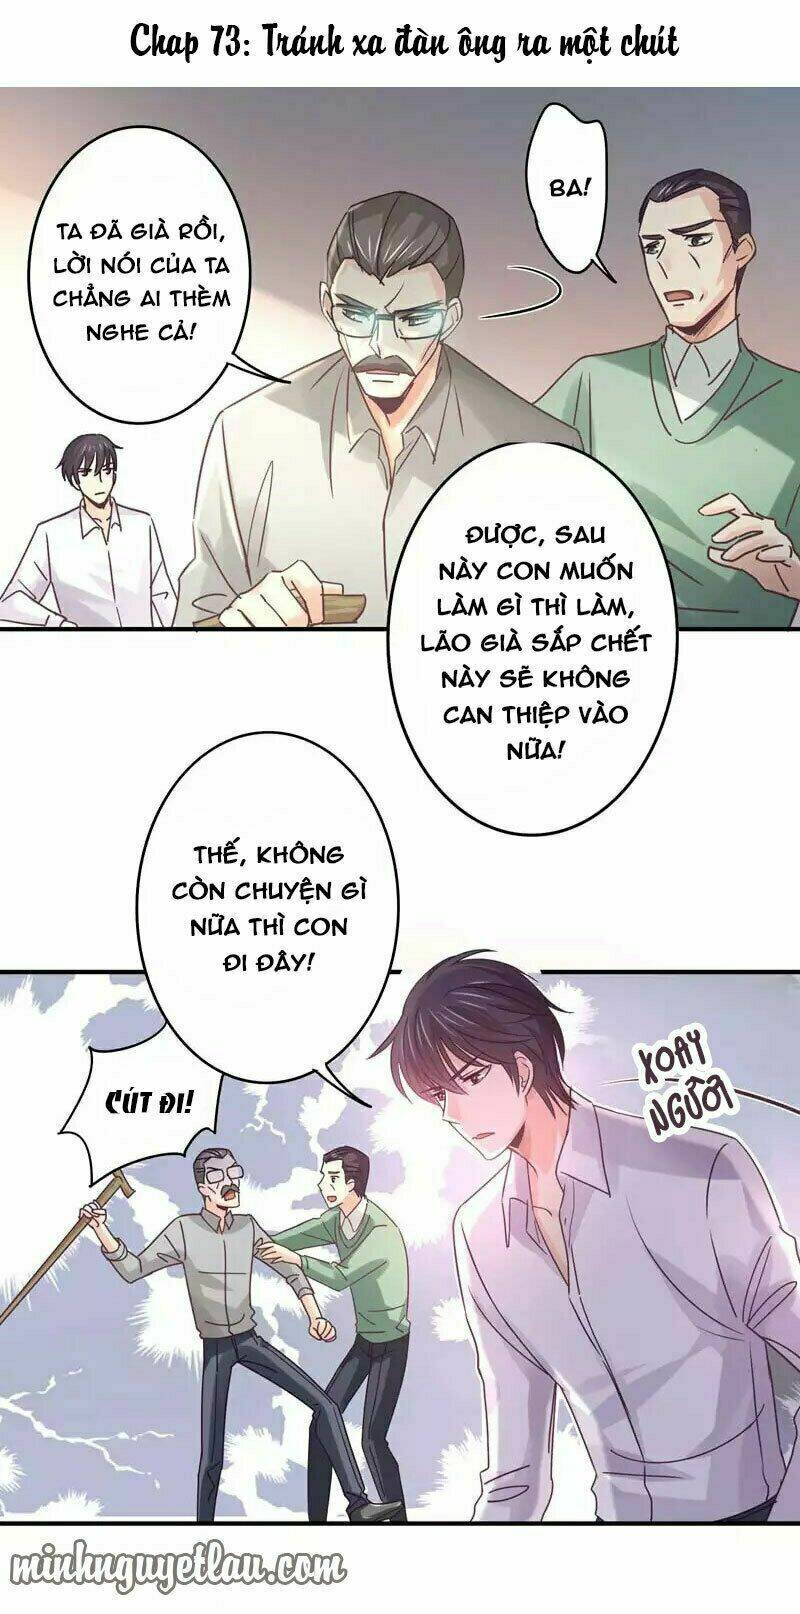 Chap 73: Tránh xa đàn ông ra một chút
BA!
TA ĐÃ GIÀ RỒI,
LỜI NÓI CỦA TA
CHẲNG AI THÈM
NGHE CẢ!
ĐƯỢC, SAU
NÀY CON MUỐN
LÀM GÌ THÌ LÀM,
LÃO GIÀ SẮP CHẾT
NÀY SẼ KHÔNG
CAN THIỆP VÀO
NỮA!
THẾ, KHÔNG
CÒN CHUYỆN GÌ
NỮA THÌ CON
ĐI ĐÂY!
CÚT ĐI!
XOAY
NGƯỜI
minhnguyetlau.com